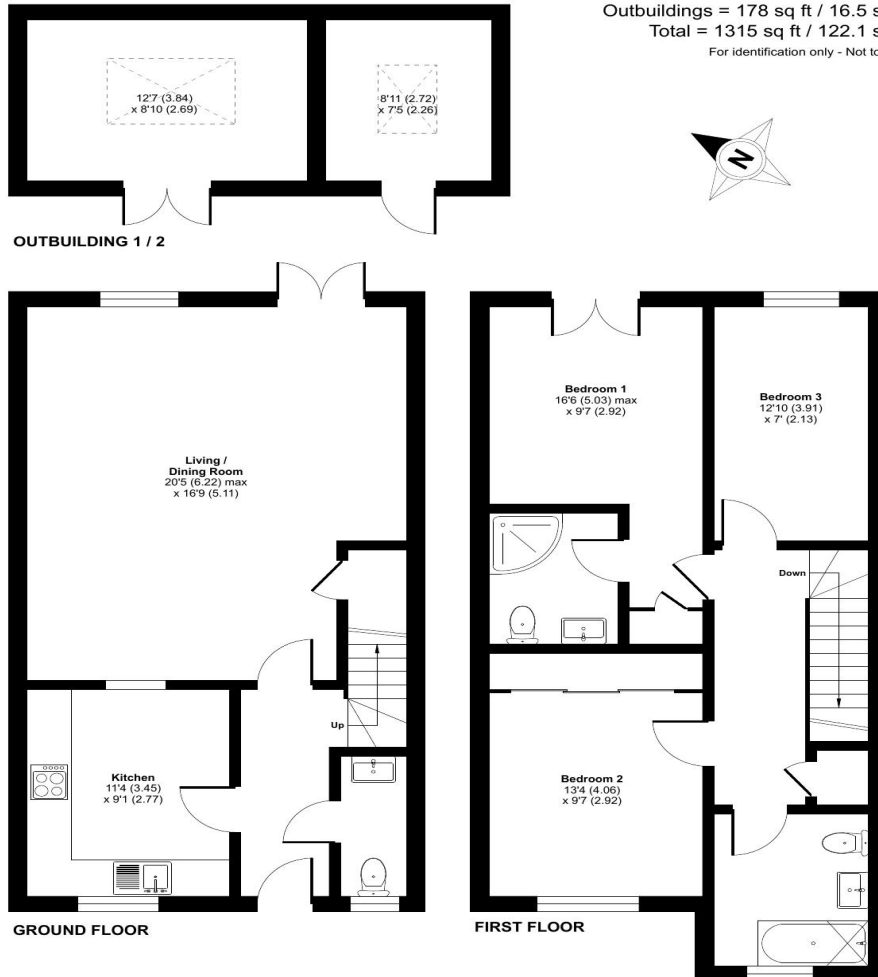 Outbuildings = 178 sq ft / 16.5 s
Total = 1315 sq ft / 122.1 s
For identification only - Not to
12'7 (3.84)
x 8'10 (2.69)
8'11 (2.72)
x 7'5 (2.26)
N
OUTBUILDING 1 / 2
Living /
Dining Room
20'5 (6.22) max
x 16'9 (5.11)
Bedroom 1
16'6 (5.03) max
x 9'7 (2.92)
Bedroom 3
12'10 (3.91)
x 7' (2.13)
Down
Up
Kitchen
11'4 (3.45)
x 9'1 (2.77)
Bedroom 2
13'4 (4.06)
x 9'7 (2.92)
GROUND FLOOR
FIRST FLOOR